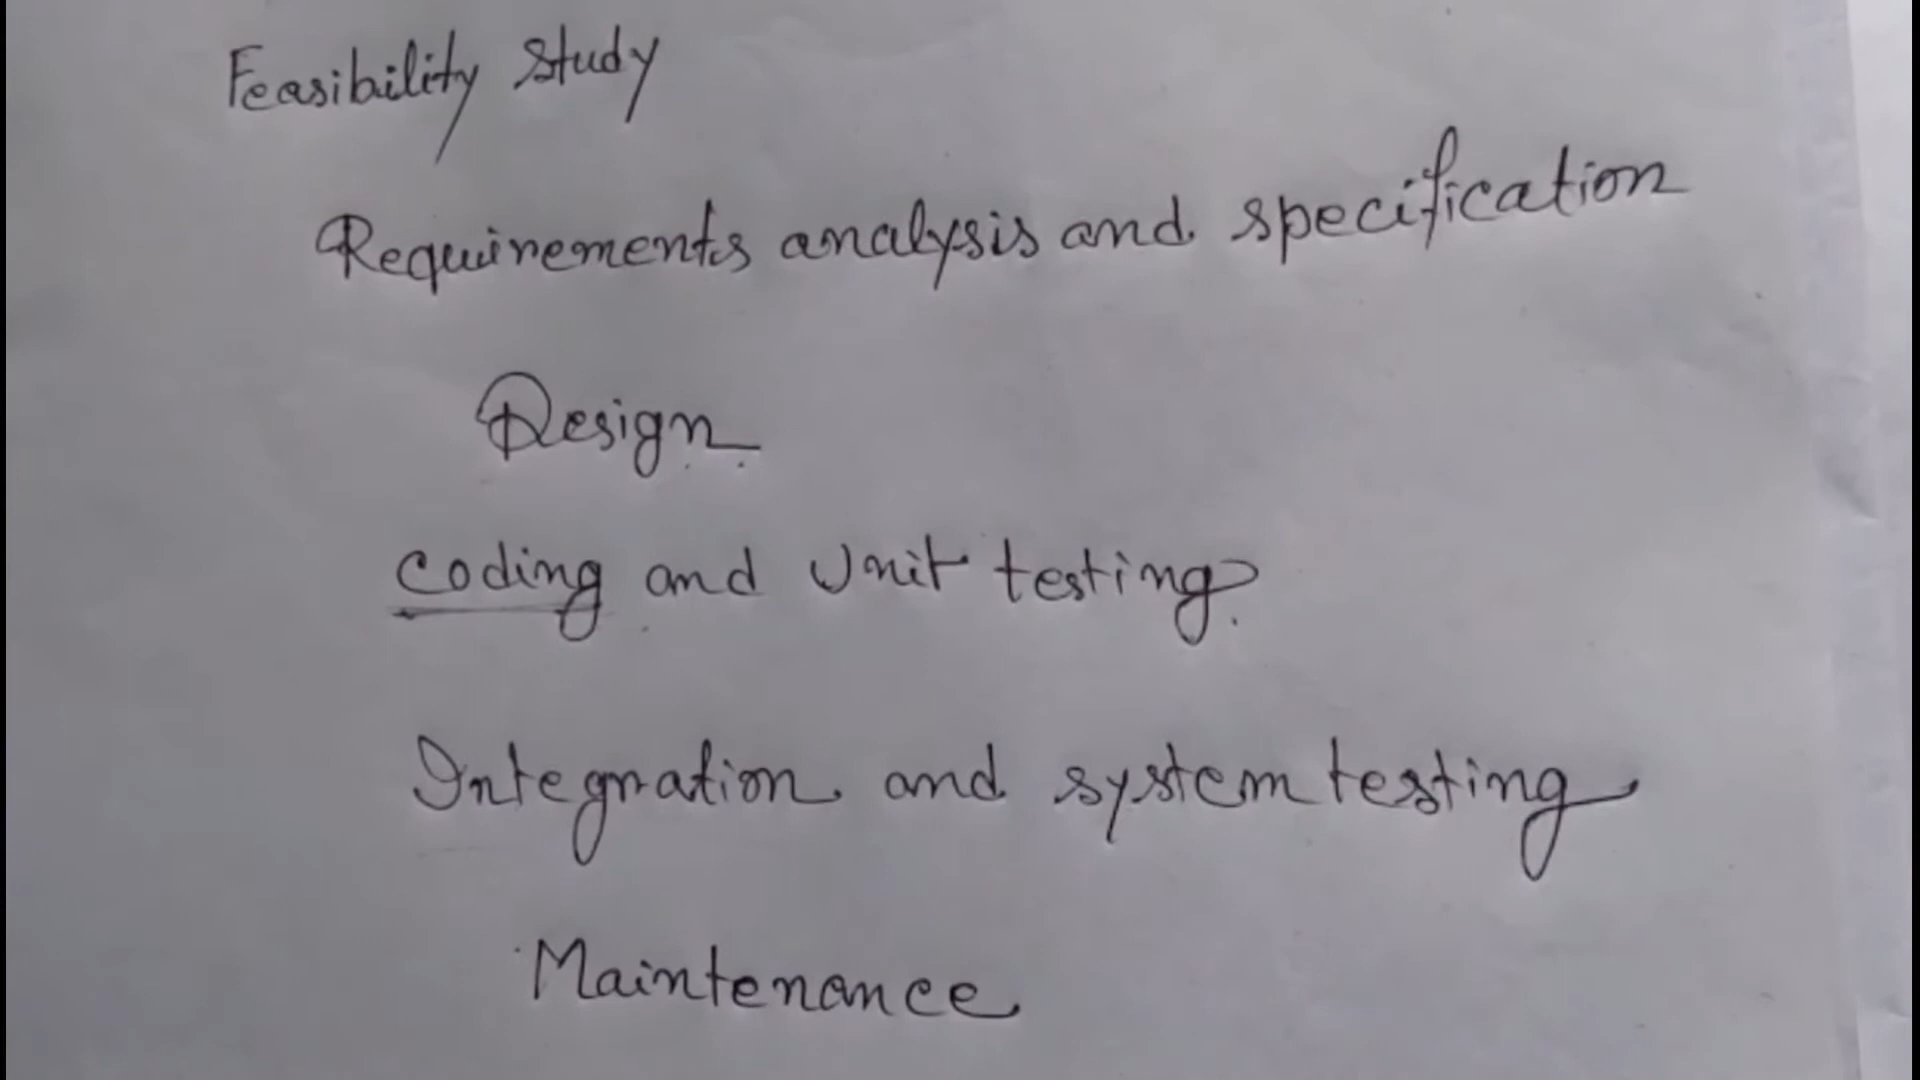 Feasibility study
Requirements analysis and specification
Design
coding and Unit testing.
Integration and system testing
Maintenance